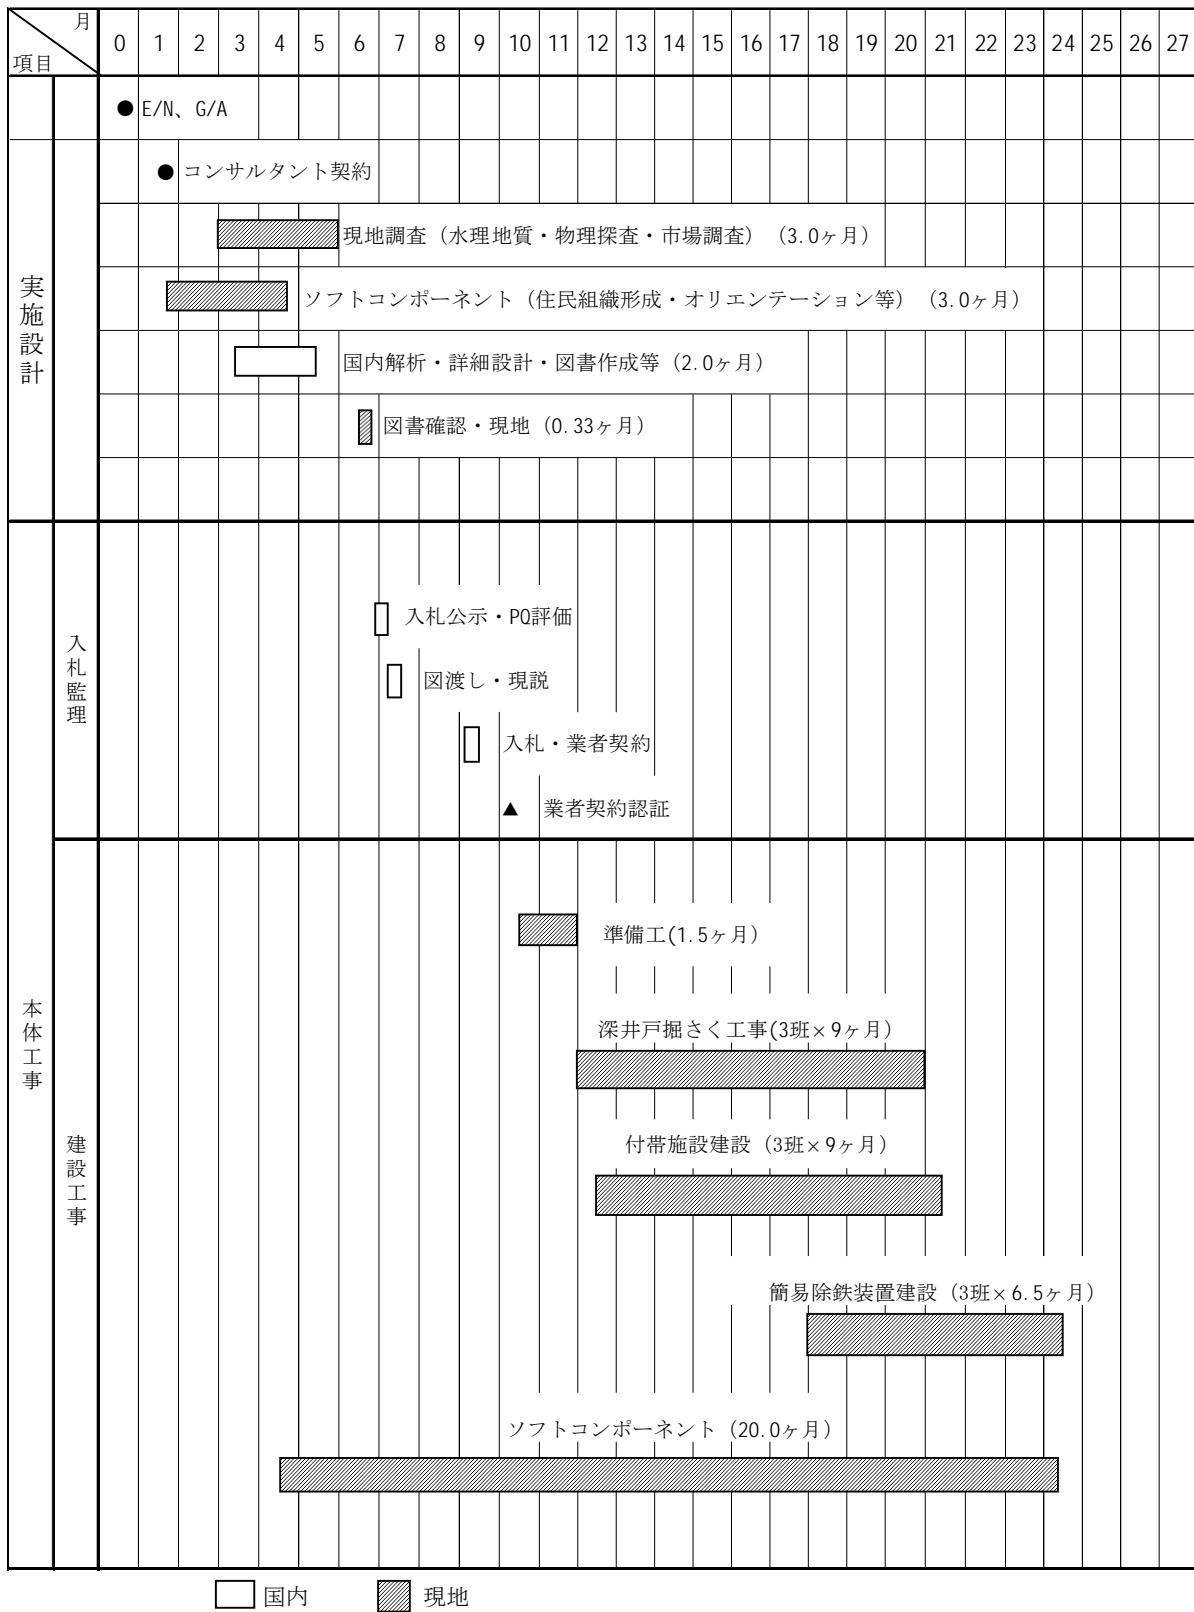 月
項目
0 1 2 3 4 5 6 7 8 9 10 11 12 13 14 15 16 17 18 19 20 21 22 23 24 25 26 27
E/N、G/A
実施設計
コンサルタント契約
現地調査（水理地質・物理探査・市場調査）（3.0ヶ月）
ソフトコンポーネント（住民組織形成・オリエンテーション等）（3.0ヶ月）
国内解析・詳細設計・図書作成等（2.0ヶ月）
図書確認・現地（0.33ヶ月）
本体工事
入札監理
入札公示・PQ評価
図渡し・現説
入札・業者契約
▲ 業者契約認証
建設工事
準備工(1.5ヶ月）
深井戸掘さく工事(3班×9ヶ月）
付帯施設建設（3班×9ヶ月）
簡易除鉄装置建設（3班×6.5ヶ月）
ソフトコンポーネント（20.0ヶ月）
国内 現地